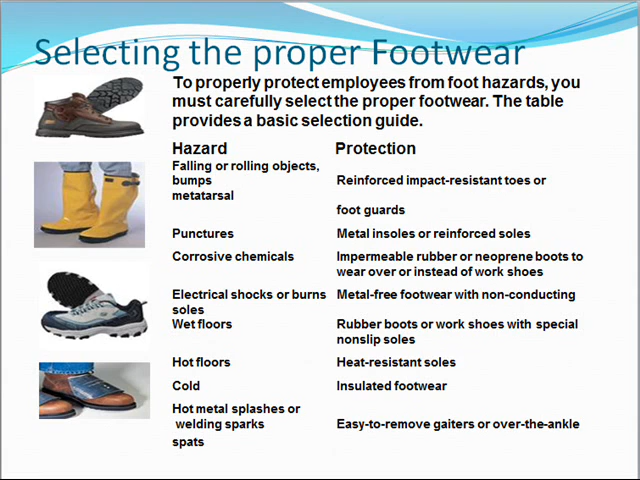 Selecting the proper Footwear
To properly protect employees from foot hazards, you
must carefully select the proper footwear. The table
provides a basic selection guide.
Hazard Protection
Falling or rolling objects,
bumps Reinforced impact-resistant toes or
metatarsal
foot guards
Punctures Metal insoles or reinforced soles
Corrosive chemicals Impermeable rubber or neoprene boots to
wear over or instead of work shoes
Electrical shocks or burns Metal-free footwear with non-conducting
soles
Wet floors Rubber boots or work shoes with special
nonslip soles
Hot floors Heat-resistant soles
Cold Insulated footwear
Hot metal splashes or
welding sparks Easy-to-remove gaiters or over-the-ankle
spats